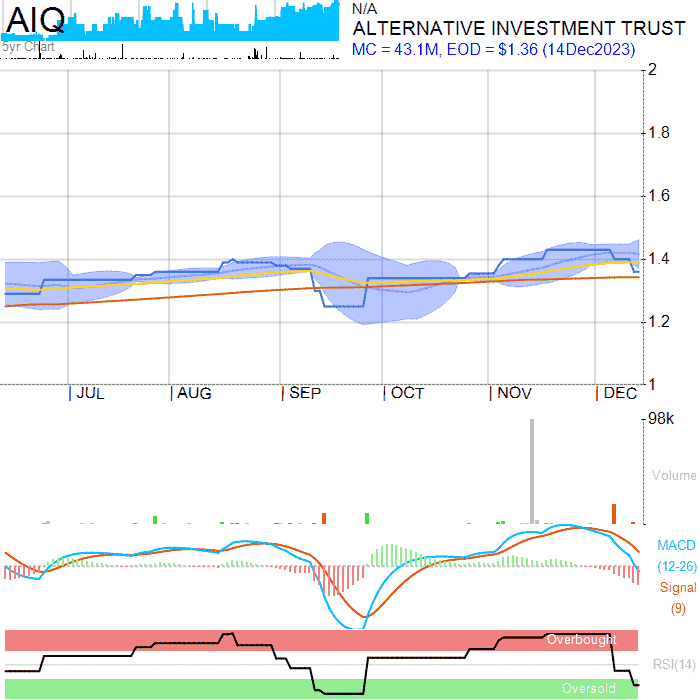 AIQ
5yr Chart
N/A
ALTERNATIVE INVESTMENT TRUST
MC = 43.1M, EOD = $1.36 (14Dec2023)
2
1.8
1.6
1.4
1.2
1
JUL AUG SEP OCT NOV DEC
98k
Volume
MACD
(12-26)
Signal
(9)
Overbought
RSI(14)
Oversold